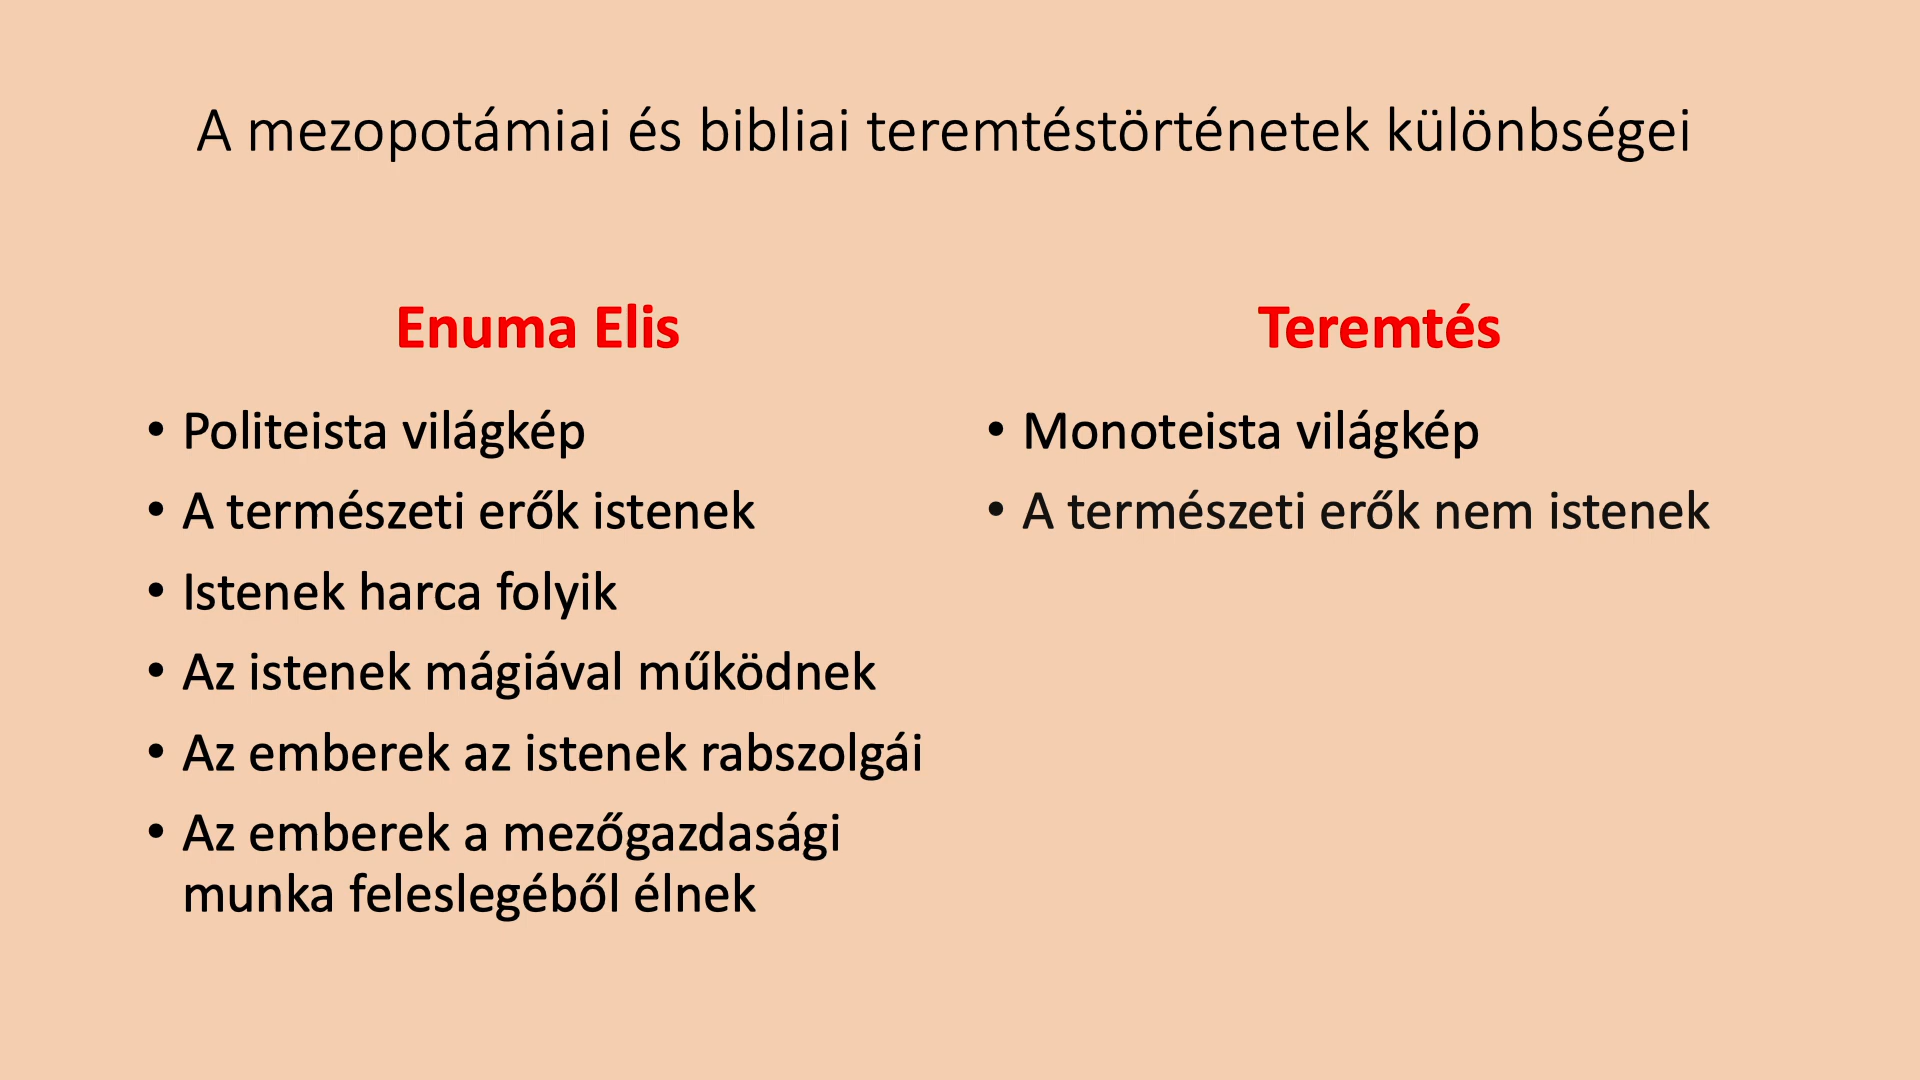 A mezopotámiai és bibliai teremtéstörténetek különbségei
Enuma Elis
• Politeista világkép
• A természeti erők istenek
• Istenek harca folyik
• Az istenek mágiával működnek
• Az emberek az istenek rabszolgái
• Az emberek a mezőgazdasági
munka feleslegéből élnek
Teremtés
• Monoteista világkép
• A természeti erők nem istenek